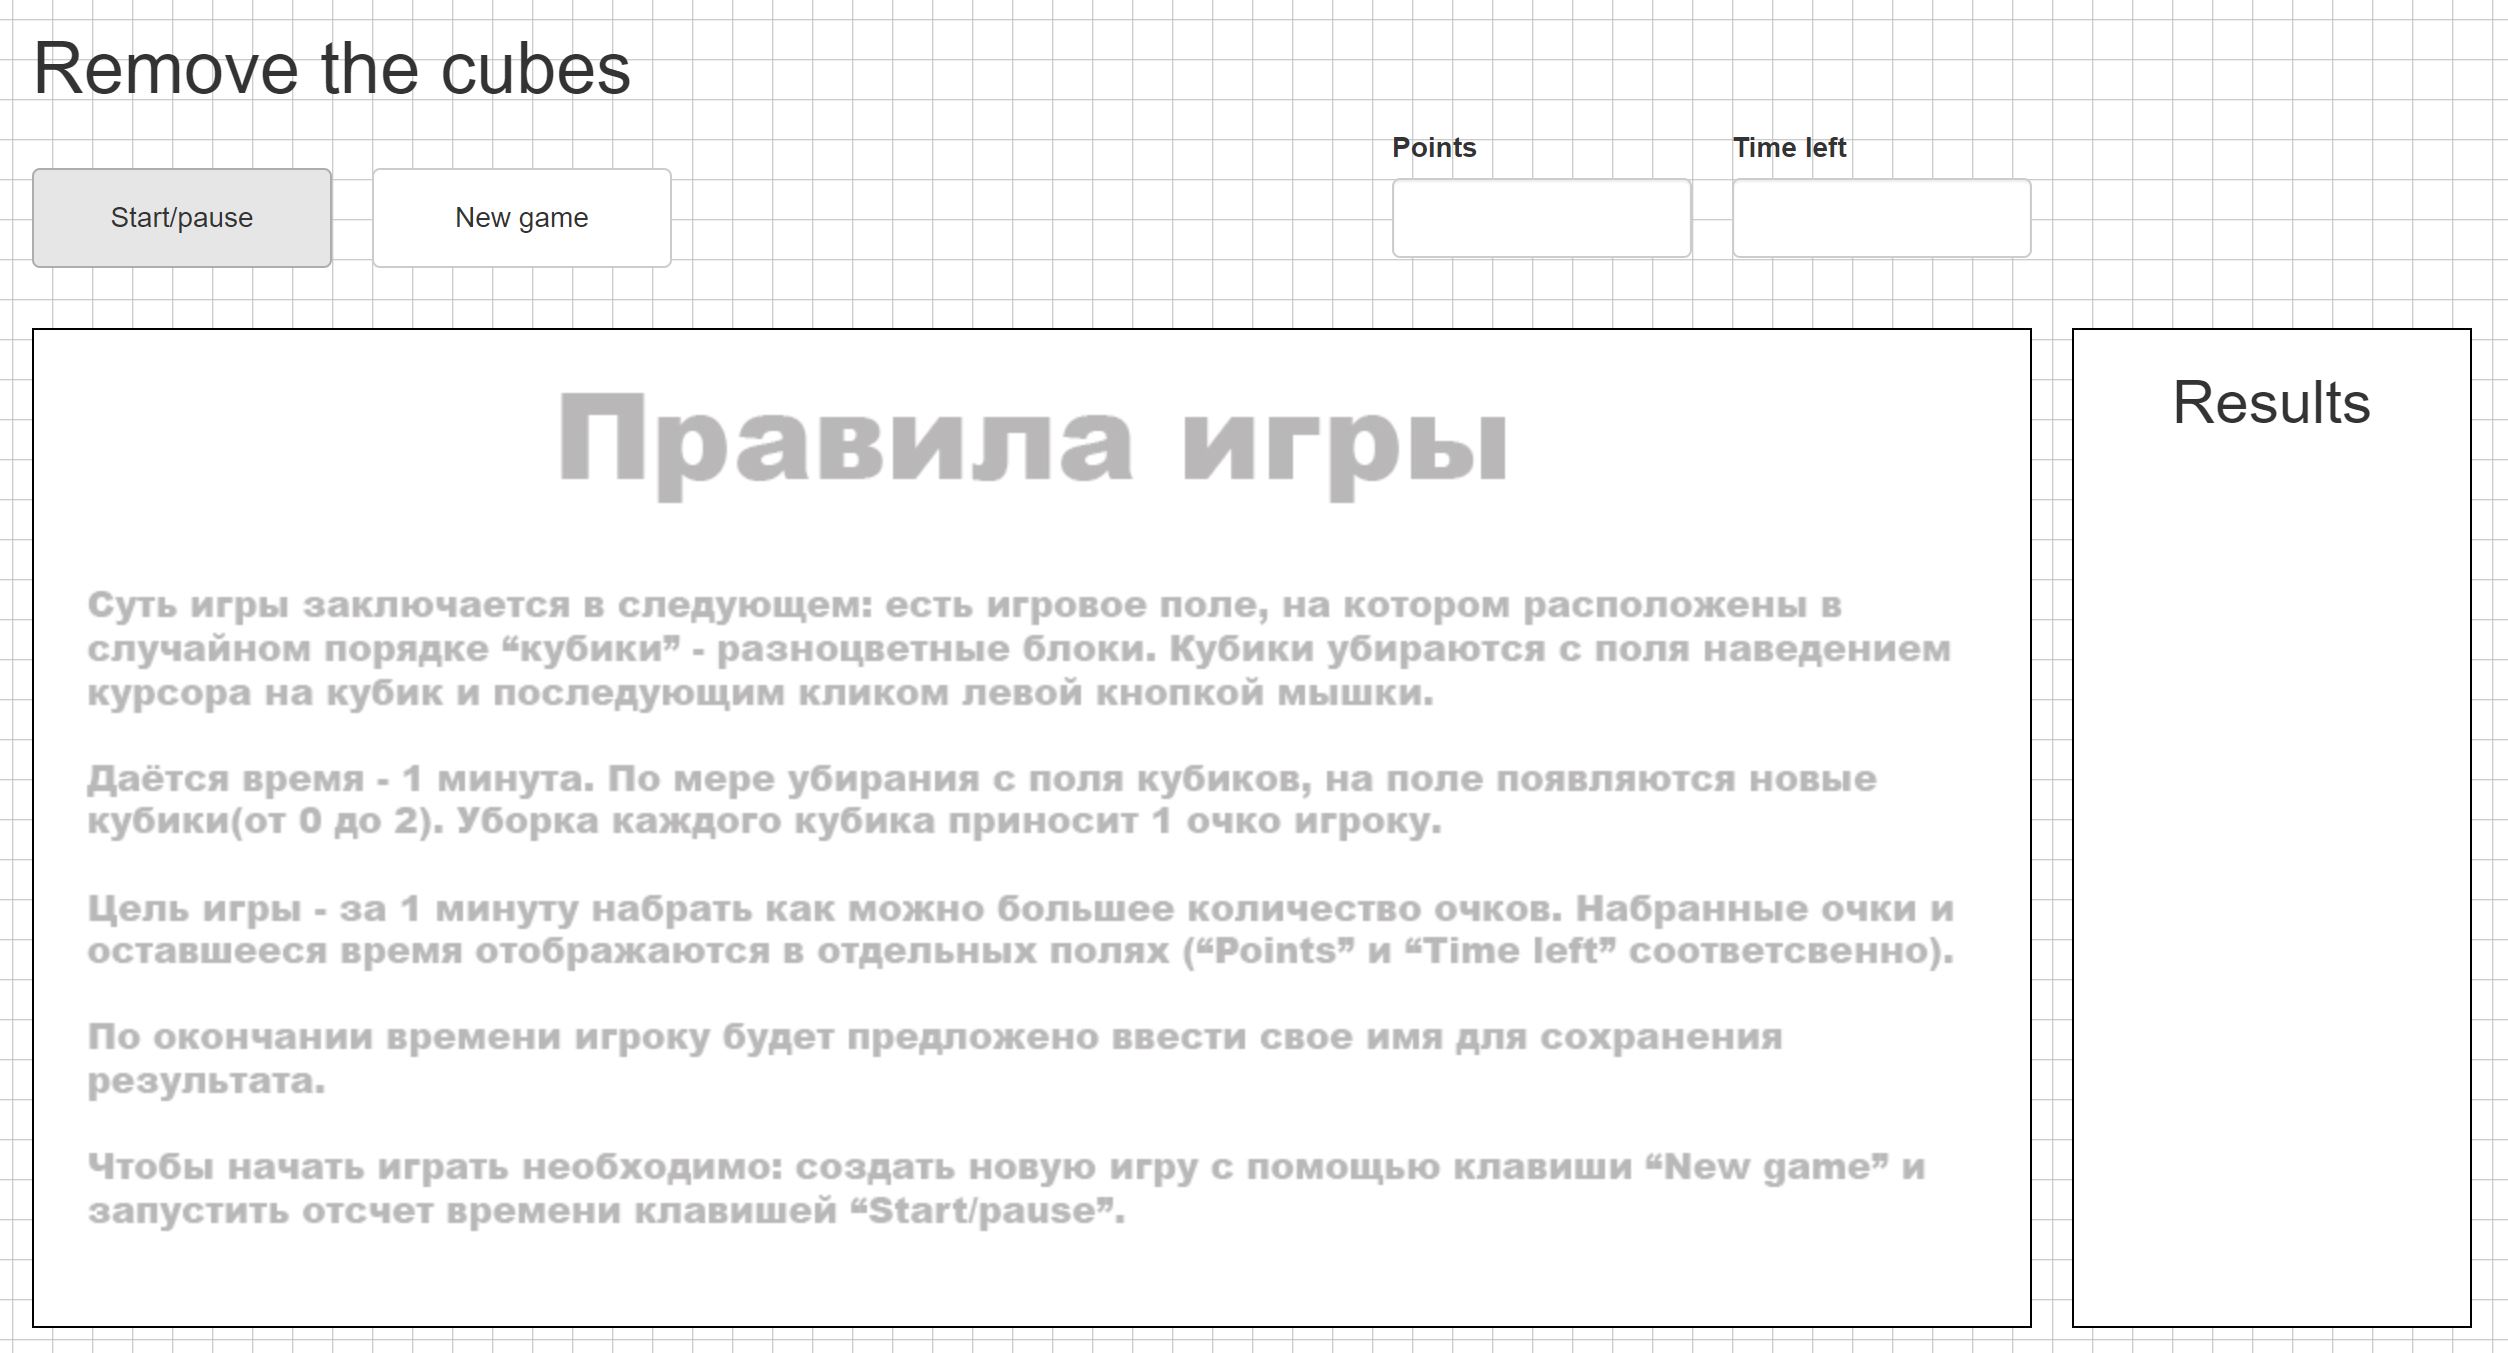 Remove the cubes
Points
Time left
Start/pause
New game
Правила игры
Суть игры заключается в следующем: есть игровое поле, на котором расположены в
случайном порядке “кубики” - разноцветные блоки. Кубики убираются с поля наведением
курсора на кубик и последующим кликом левой кнопкой мышки.
Даётся время - 1 минута. По мере убирания с поля кубиков, на поле появляются новые
кубики(от 0 до 2). Уборка каждого кубика приносит 1 очко игроку.
Цель игры - за 1 минуту набрать как можно большее количество очков. Набранные очки и
оставшееся время отображаются в отдельных полях (“Points” и “Time left” соответсвенно).
По окончании времени игроку будет предложено ввести свое имя для сохранения
результата.
Чтобы начать играть необходимо: создать новую игру с помощью клавиши “New game” и
запустить отсчет времени клавишей “Start/pause”.
Results